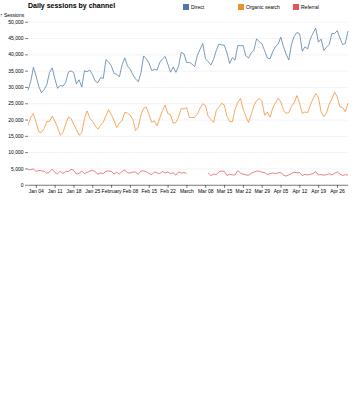 Daily sessions by channel
Direct
Organic search
Referral
↑ Sessions
50,000
45,000
40,000
35,000
30,000
25,000
20,000
15,000
10,000
5,000
0
Jan 04 Jan 11 Jan 18 Jan 25 February Feb 08 Feb 15 Feb 22 March Mar 08 Mar 15 Mar 22 Mar 29 Apr 05 Apr 12 Apr 19 Apr 26